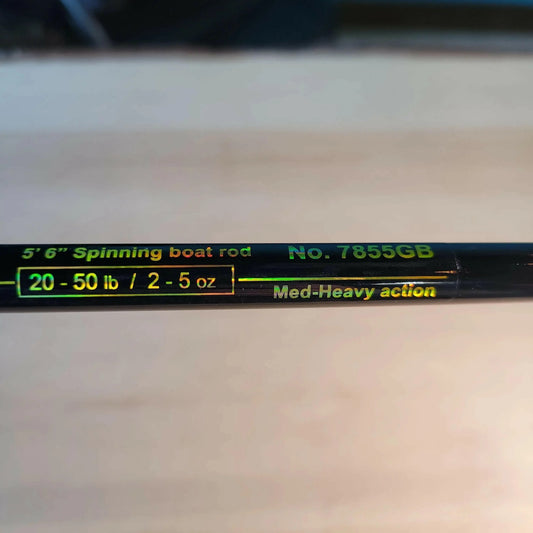 5' 6" Spinning boat rod No. 7855GB
20 - 50 lb / 2 - 5 oz
Med-Heavy action